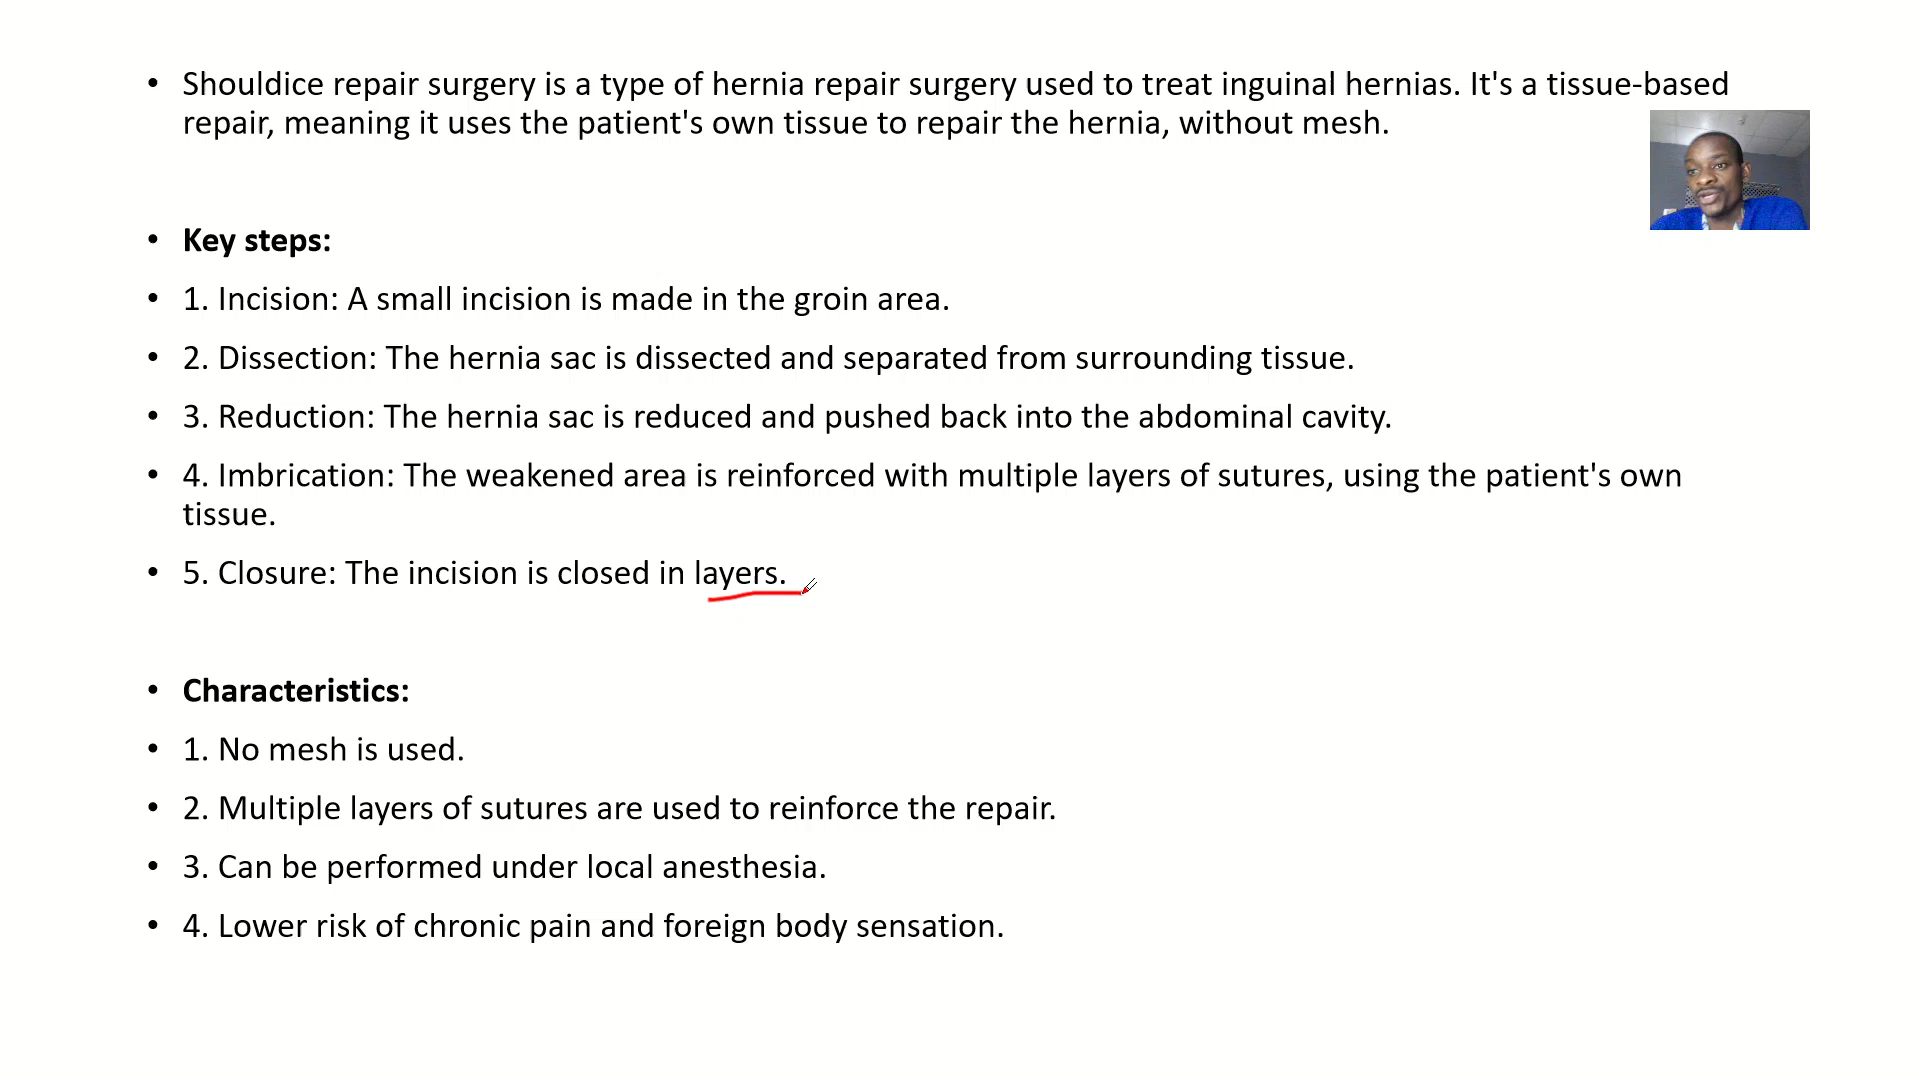 • Shouldice repair surgery is a type of hernia repair surgery used to treat inguinal hernias. It's a tissue-based
repair, meaning it uses the patient's own tissue to repair the hernia, without mesh.
• Key steps:
• 1. Incision: A small incision is made in the groin area.
• 2. Dissection: The hernia sac is dissected and separated from surrounding tissue.
• 3. Reduction: The hernia sac is reduced and pushed back into the abdominal cavity.
• 4. Imbrication: The weakened area is reinforced with multiple layers of sutures, using the patient's own
tissue.
• 5. Closure: The incision is closed in layers.
• Characteristics:
• 1. No mesh is used.
• 2. Multiple layers of sutures are used to reinforce the repair.
• 3. Can be performed under local anesthesia.
• 4. Lower risk of chronic pain and foreign body sensation.